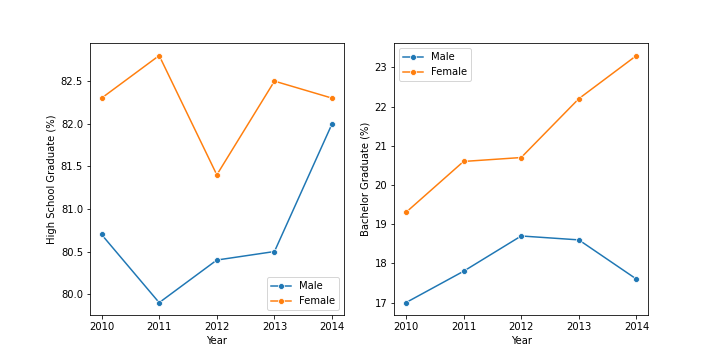 High School Graduate (%)
82.5
82.0
81.5
81.0
80.5
80.0
Male
Female
2010 2011 2012 2013 2014
Year
Bachelor Graduate (%)
23
22
21
20
19
18
17
Male
Female
2010 2011 2012 2013 2014
Year